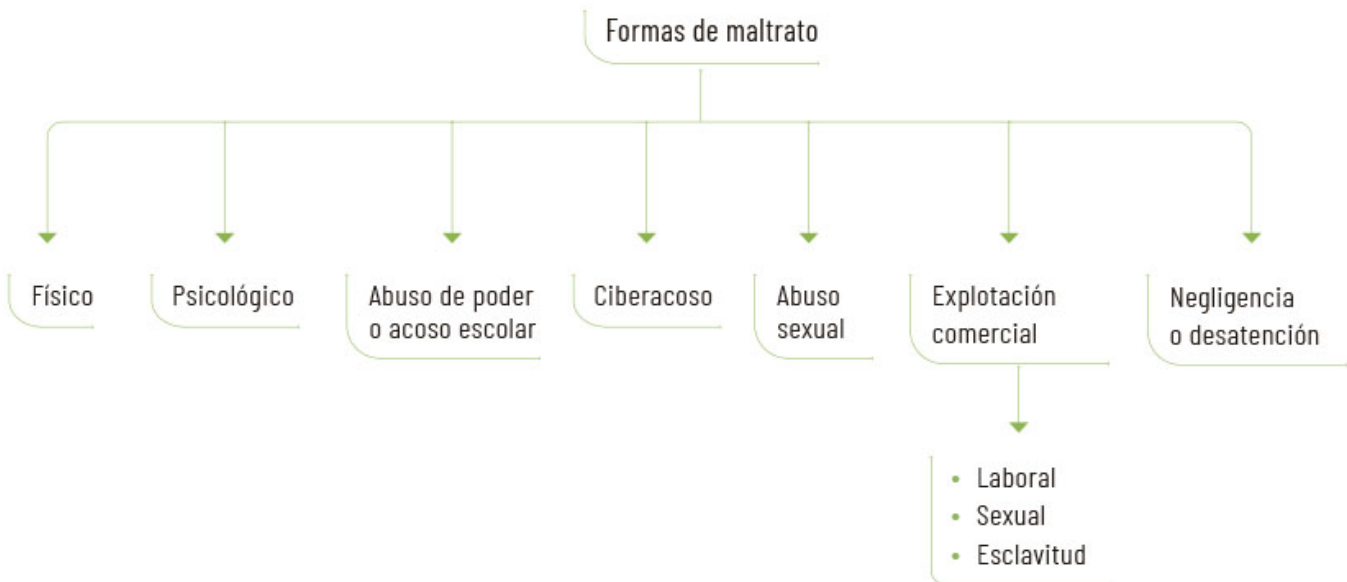 Formas de maltrato
Físico
Psicológico
Abuso de poder
o acoso escolar
Ciberacoso
Abuso
sexual
Explotación
comercial
Negligencia
o desatención
• Laboral
• Sexual
• Esclavitud